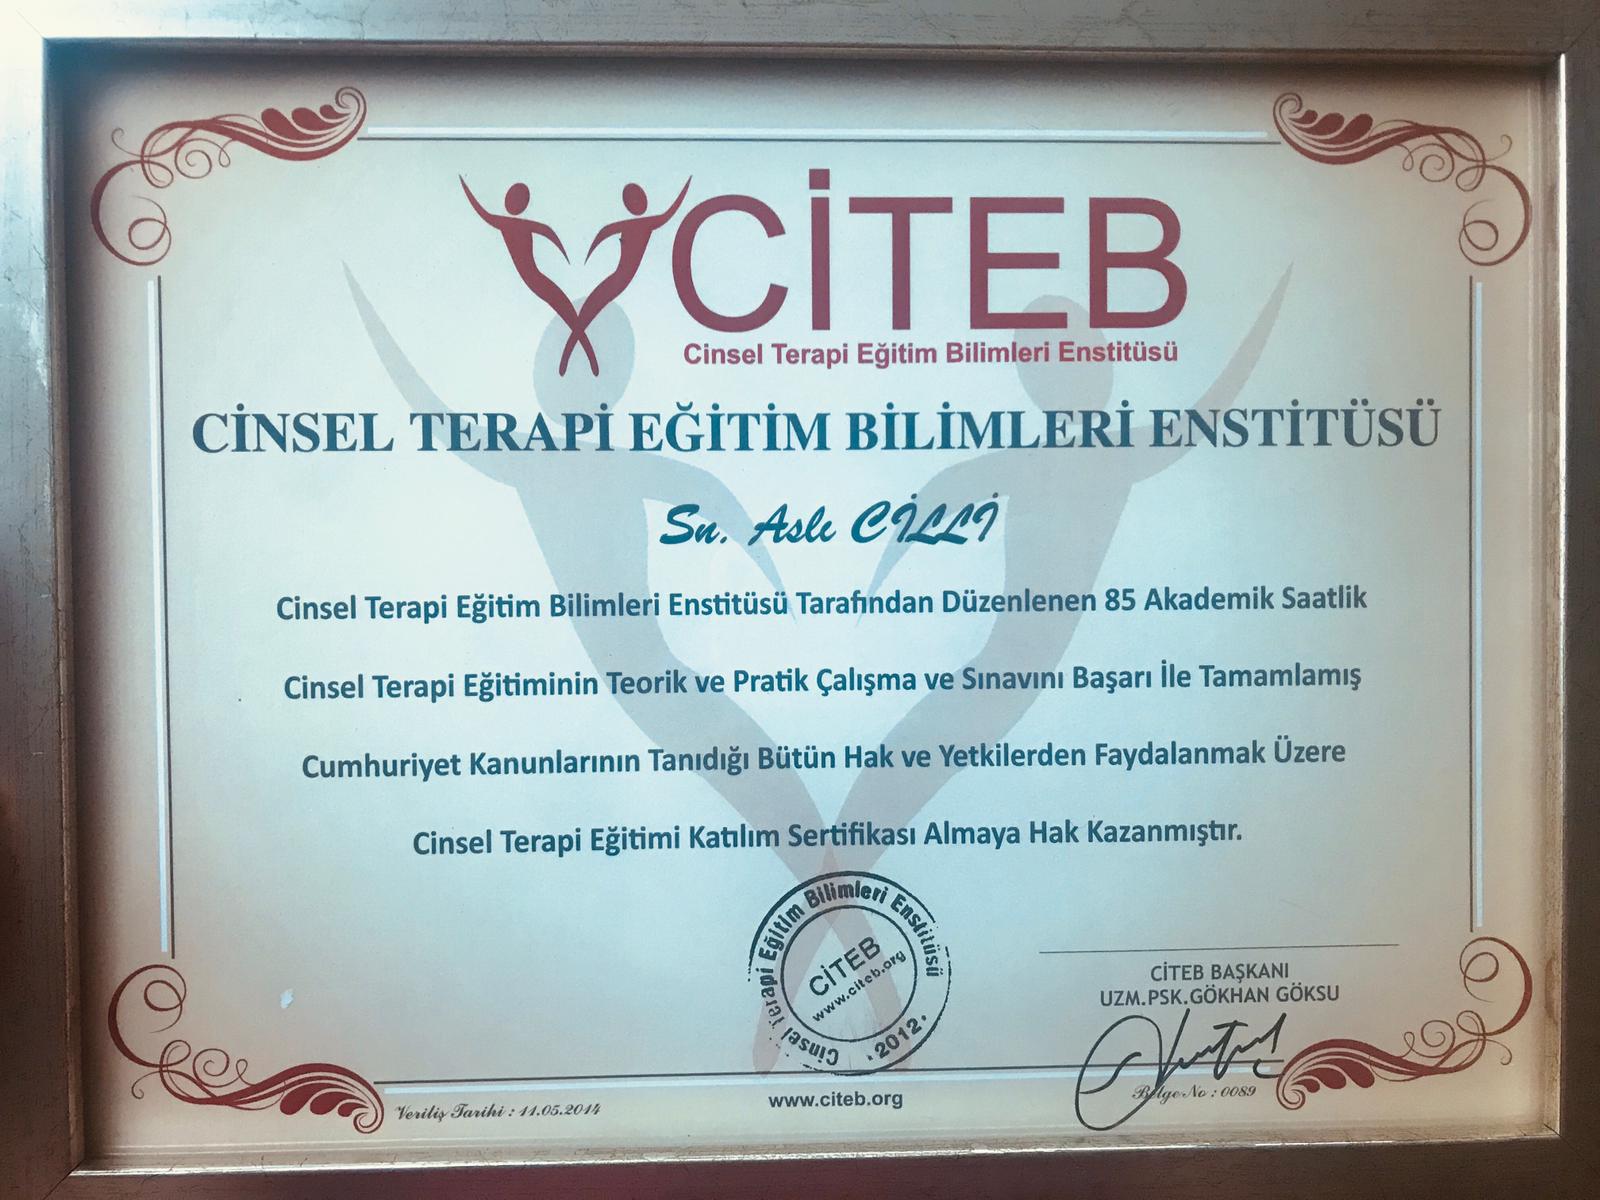 CİTEB
Cinsel Terapi Eğitim Bilimleri Enstitüsü
CİNSEL TERAPİ EĞİTİM BİLİMLERİ ENSTİTÜSÜ
Sn. Aslı CİLLİ
Cinsel Terapi Eğitim Bilimleri Enstitüsü Tarafından Düzenlenen 85 Akademik Saatlik
Cinsel Terapi Eğitiminin Teorik ve Pratik Çalışma ve Sınavını Başarı İle Tamamlamış
Cumhuriyet Kanunlarının Tanıdığı Bütün Hak ve Yetkilerden Faydalanmak Üzere
Cinsel Terapi Eğitimi Katılım Sertifikası Almaya Hak Kazanmıştır.
Cinsel Terapi Eğitim Bilimleri Enstitüsü
CİTEB
www.citeb.org
.2012.
CİTEB BAŞKANI
UZM.PSK.GÖKHAN GÖKSU
Veriliş Tarihi : 11.05.2014
www.citeb.org
Belge No : 0089